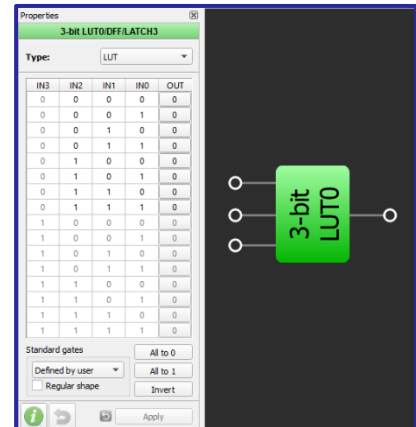 Properties
3-bit LUT0/DFF/LATCH3
Type: LUT
IN3 IN2 IN1 IN0 OUT
0 0 0 0 0
0 0 0 1 0
0 0 1 0 0
0 0 1 1 0
0 1 0 0 0
0 1 0 1 0
0 1 1 0 0
0 1 1 1 0
1 0 0 0 0
1 0 0 1 0
1 0 1 0 0
1 0 1 1 0
1 1 0 0 0
1 1 0 1 0
1 1 1 0 0
1 1 1 1 0
Standard gates
All to 0
Defined by user
All to 1
Regular shape
Invert
Apply
3-bit
LUT0